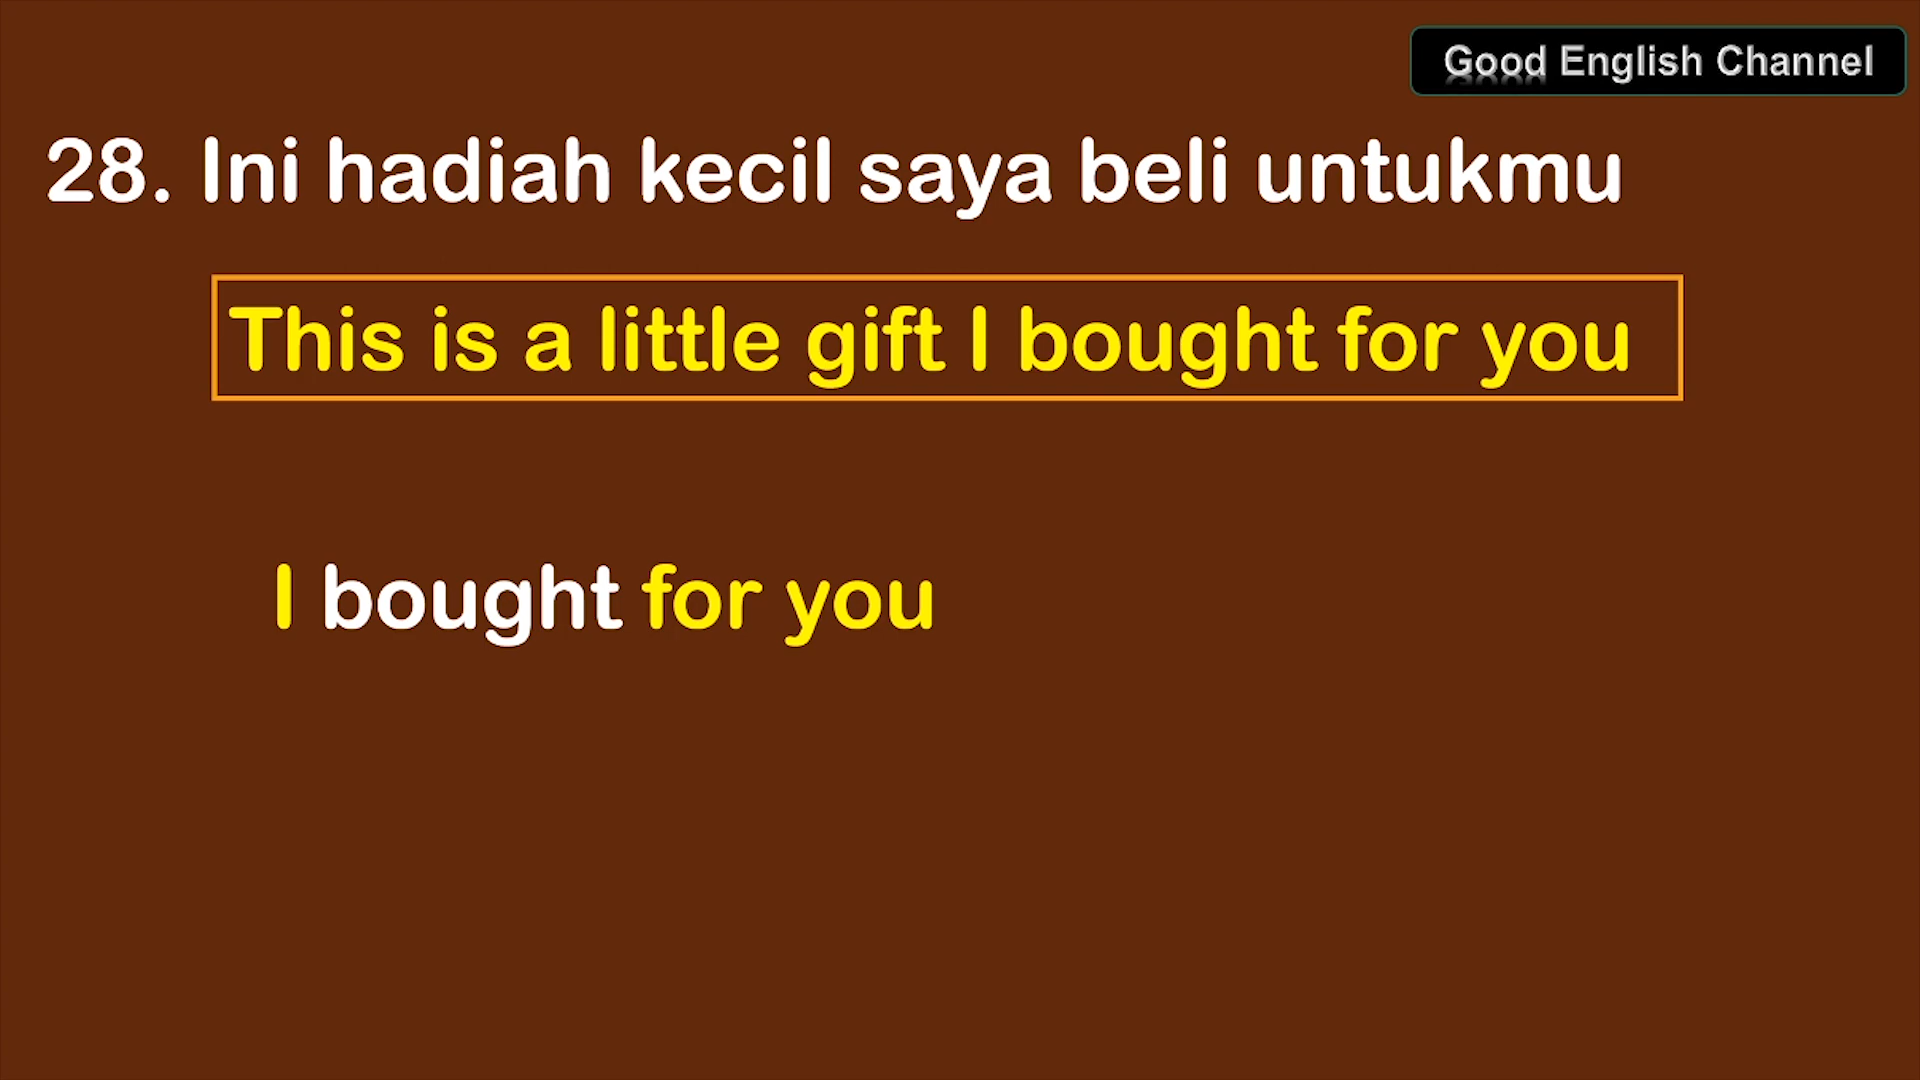 Good English Channel
28. Ini hadiah kecil saya beli untukmu
This is a little gift I bought for you
I bought for you